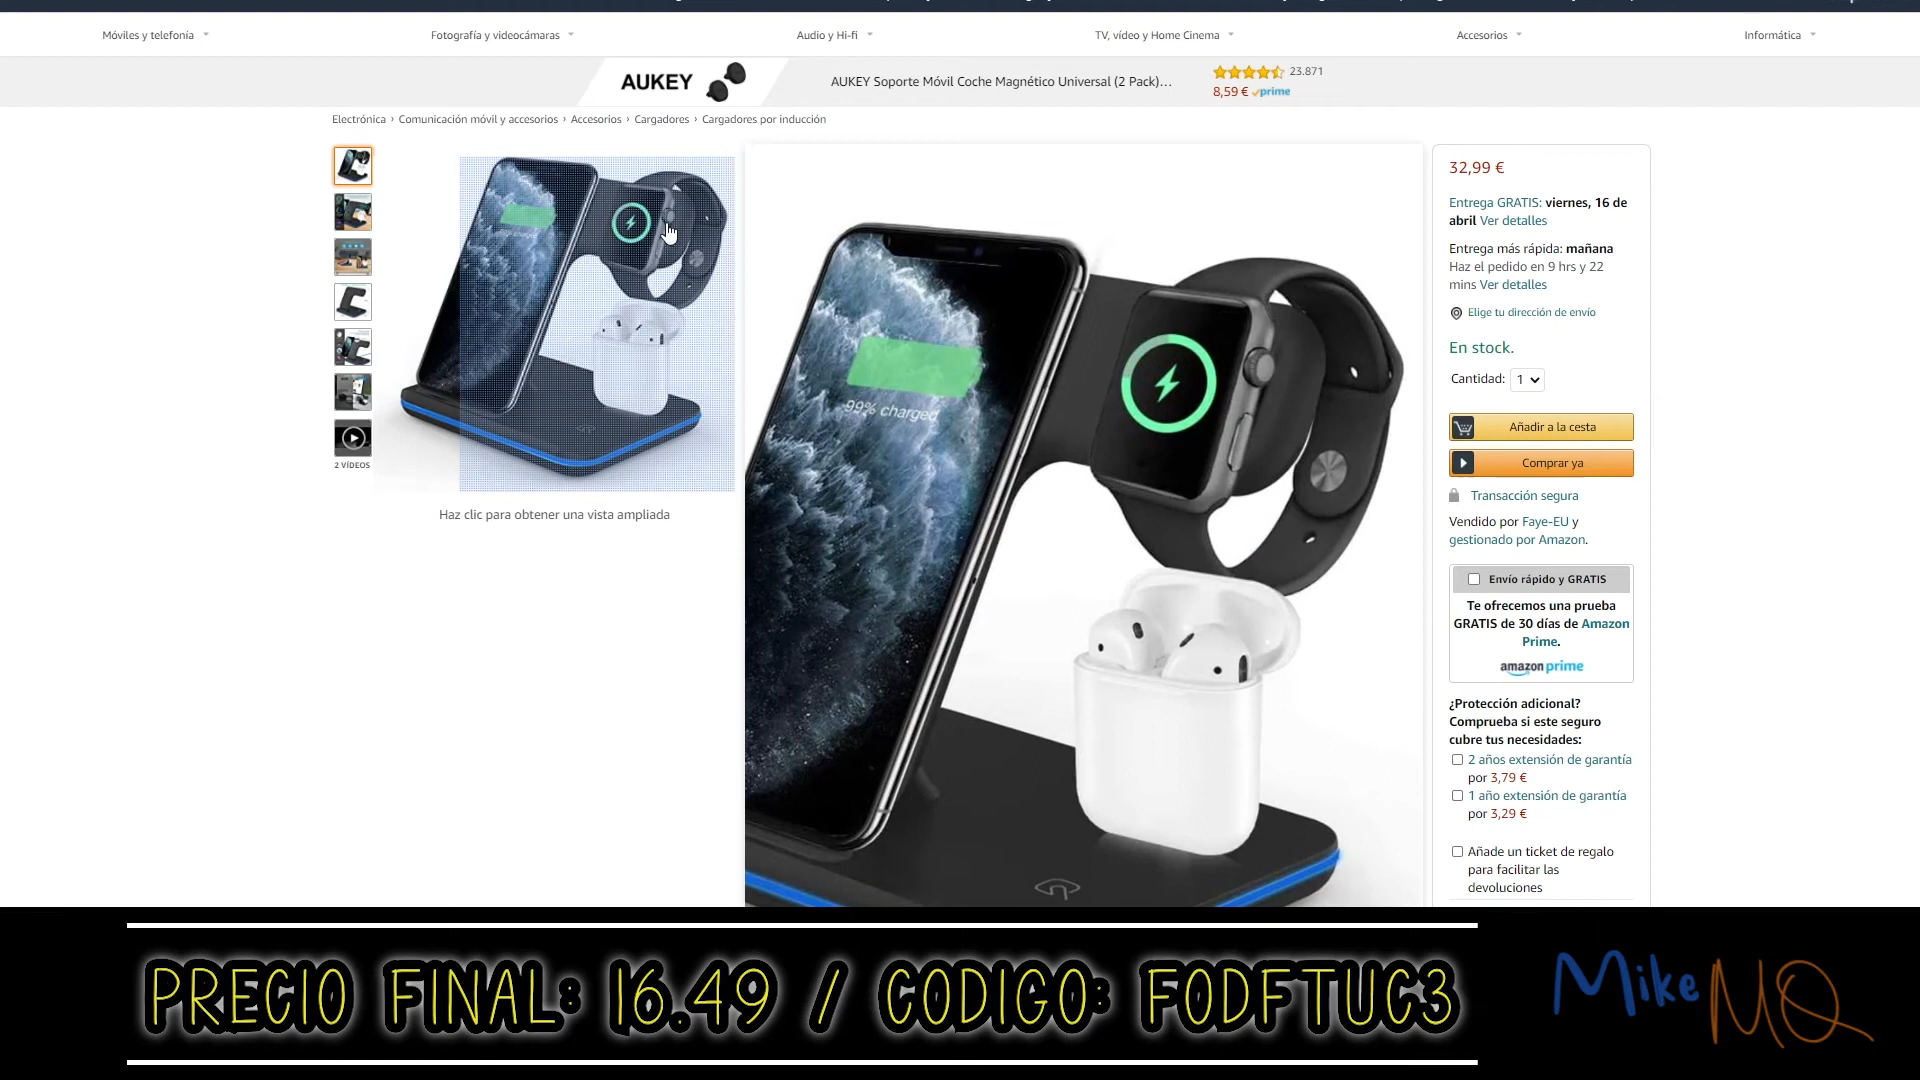 Móviles y telefonía
Fotografía y videocámaras
Audio y Hi-fi
TV, vídeo y Home Cinema
Accesorios
Informática
AUKEY
AUKEY Soporte Móvil Coche Magnético Universal (2 Pack)…
23.871
8,59 € prime
Electrónica › Comunicación móvil y accesorios › Accesorios › Cargadores › Cargadores por inducción
2 VÍDEOS
Haz clic para obtener una vista ampliada
99% charged
32,99 €
Entrega GRATIS: viernes, 16 de
abril Ver detalles
Entrega más rápida: mañana
Haz el pedido en 9 hrs y 22
mins Ver detalles
Elige tu dirección de envío
En stock.
Cantidad: 1
Añadir a la cesta
Comprar ya
Transacción segura
Vendido por Faye-EU y
gestionado por Amazon.
Envío rápido y GRATIS
Te ofrecemos una prueba
GRATIS de 30 días de Amazon
Prime.
amazon prime
¿Protección adicional?
Comprueba si este seguro
cubre tus necesidades:
2 años extensión de garantía
por 3,79 €
1 año extensión de garantía
por 3,29 €
Añade un ticket de regalo
para facilitar las
devoluciones
PRECIO FINAL: 16.49 / CODIGO: FODFTUC3
Mike MQ